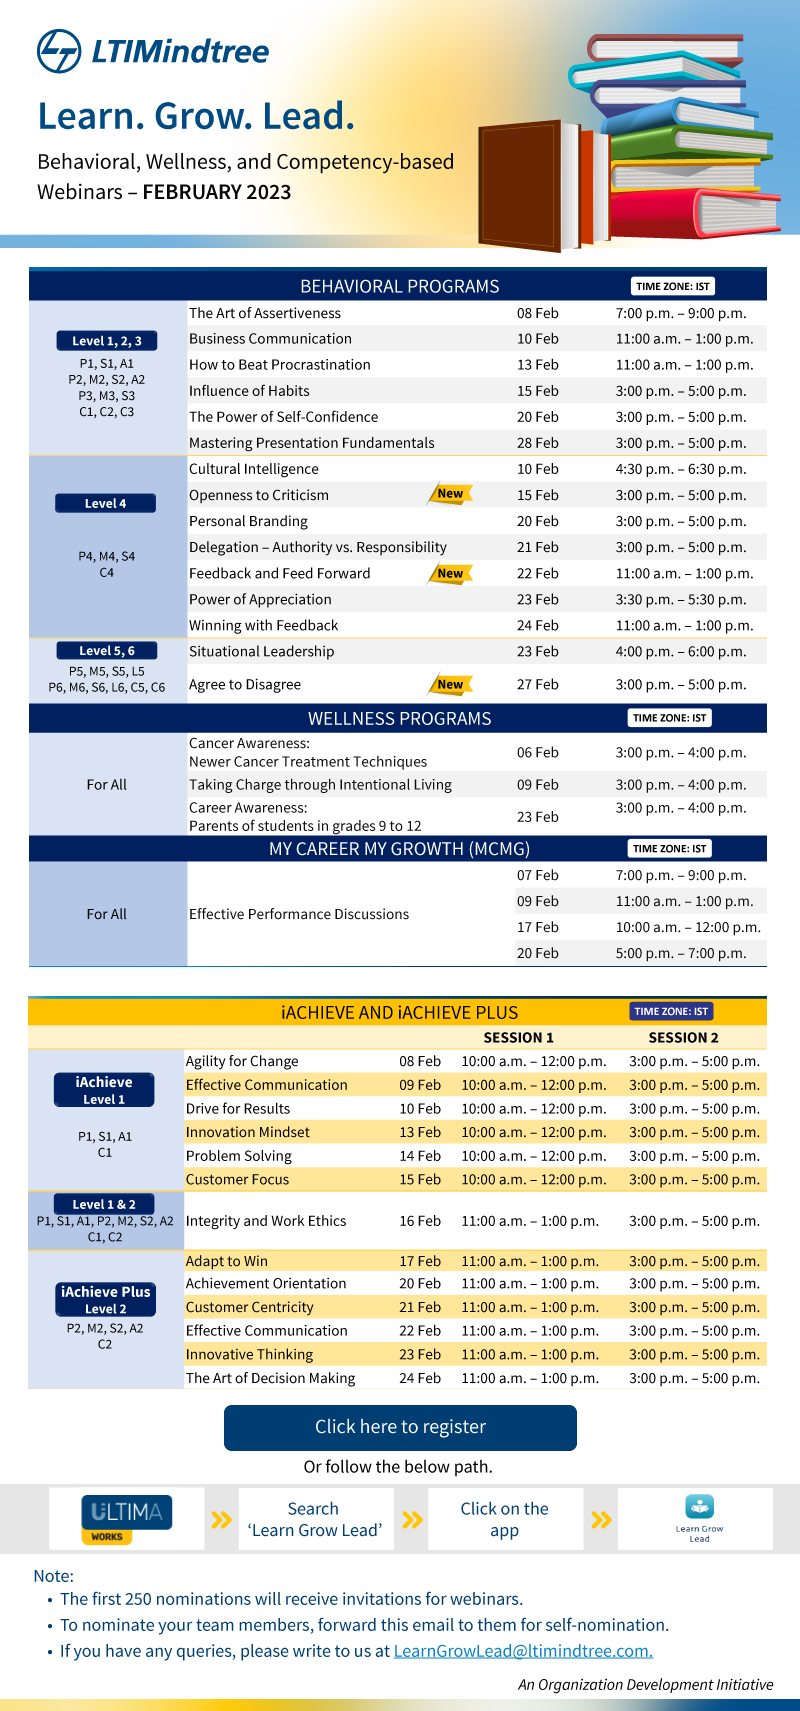 LTIMindtree
Learn. Grow. Lead.
Behavioral, Wellness, and Competency-based
Webinars – FEBRUARY 2023
BEHAVIORAL PROGRAMS TIME ZONE: IST
Level 1, 2, 3
P1, S1, A1
P2, M2, S2, A2
P3, M3, S3
C1, C2, C3
The Art of Assertiveness 08 Feb 7:00 p.m. – 9:00 p.m.
Business Communication 10 Feb 11:00 a.m. – 1:00 p.m.
How to Beat Procrastination 13 Feb 11:00 a.m. – 1:00 p.m.
Influence of Habits 15 Feb 3:00 p.m. – 5:00 p.m.
The Power of Self-Confidence 20 Feb 3:00 p.m. – 5:00 p.m.
Mastering Presentation Fundamentals 28 Feb 3:00 p.m. – 5:00 p.m.
Level 4
P4, M4, S4
C4
Cultural Intelligence 10 Feb 4:30 p.m. – 6:30 p.m.
Openness to Criticism New 15 Feb 3:00 p.m. – 5:00 p.m.
Personal Branding 20 Feb 3:00 p.m. – 5:00 p.m.
Delegation – Authority vs. Responsibility 21 Feb 3:00 p.m. – 5:00 p.m.
Feedback and Feed Forward New 22 Feb 11:00 a.m. – 1:00 p.m.
Power of Appreciation 23 Feb 3:30 p.m. – 5:30 p.m.
Winning with Feedback 24 Feb 11:00 a.m. – 1:00 p.m.
Level 5, 6
P5, M5, S5, L5
P6, M6, S6, L6, C5, C6
Situational Leadership 23 Feb 4:00 p.m. – 6:00 p.m.
Agree to Disagree New 27 Feb 3:00 p.m. – 5:00 p.m.
WELLNESS PROGRAMS TIME ZONE: IST
For All
Cancer Awareness:
Newer Cancer Treatment Techniques 06 Feb 3:00 p.m. – 4:00 p.m.
Taking Charge through Intentional Living 09 Feb 3:00 p.m. – 4:00 p.m.
Career Awareness:
Parents of students in grades 9 to 12 23 Feb 3:00 p.m. – 4:00 p.m.
MY CAREER MY GROWTH (MCMG) TIME ZONE: IST
For All
Effective Performance Discussions
07 Feb 7:00 p.m. – 9:00 p.m.
09 Feb 11:00 a.m. – 1:00 p.m.
17 Feb 10:00 a.m. – 12:00 p.m.
20 Feb 5:00 p.m. – 7:00 p.m.
iACHIEVE AND iACHIEVE PLUS TIME ZONE: IST
SESSION 1 SESSION 2
iAchieve
Level 1
P1, S1, A1
C1
Agility for Change 08 Feb 10:00 a.m. – 12:00 p.m. 3:00 p.m. – 5:00 p.m.
Effective Communication 09 Feb 10:00 a.m. – 12:00 p.m. 3:00 p.m. – 5:00 p.m.
Drive for Results 10 Feb 10:00 a.m. – 12:00 p.m. 3:00 p.m. – 5:00 p.m.
Innovation Mindset 13 Feb 10:00 a.m. – 12:00 p.m. 3:00 p.m. – 5:00 p.m.
Problem Solving 14 Feb 10:00 a.m. – 12:00 p.m. 3:00 p.m. – 5:00 p.m.
Customer Focus 15 Feb 10:00 a.m. – 12:00 p.m. 3:00 p.m. – 5:00 p.m.
Level 1 & 2
P1, S1, A1, P2, M2, S2, A2
C1, C2
Integrity and Work Ethics 16 Feb 11:00 a.m. – 1:00 p.m. 3:00 p.m. – 5:00 p.m.
iAchieve Plus
Level 2
P2, M2, S2, A2
C2
Adapt to Win 17 Feb 11:00 a.m. – 1:00 p.m. 3:00 p.m. – 5:00 p.m.
Achievement Orientation 20 Feb 11:00 a.m. – 1:00 p.m. 3:00 p.m. – 5:00 p.m.
Customer Centricity 21 Feb 11:00 a.m. – 1:00 p.m. 3:00 p.m. – 5:00 p.m.
Effective Communication 22 Feb 11:00 a.m. – 1:00 p.m. 3:00 p.m. – 5:00 p.m.
Innovative Thinking 23 Feb 11:00 a.m. – 1:00 p.m. 3:00 p.m. – 5:00 p.m.
The Art of Decision Making 24 Feb 11:00 a.m. – 1:00 p.m. 3:00 p.m. – 5:00 p.m.
Click here to register
Or follow the below path.
ULTIMA
WORKS
Search
‘Learn Grow Lead’
Click on the
app
Learn Grow
Lead
Note:
• The first 250 nominations will receive invitations for webinars.
• To nominate your team members, forward this email to them for self-nomination.
• If you have any queries, please write to us at LearnGrowLead@ltimindtree.com.
An Organization Development Initiative